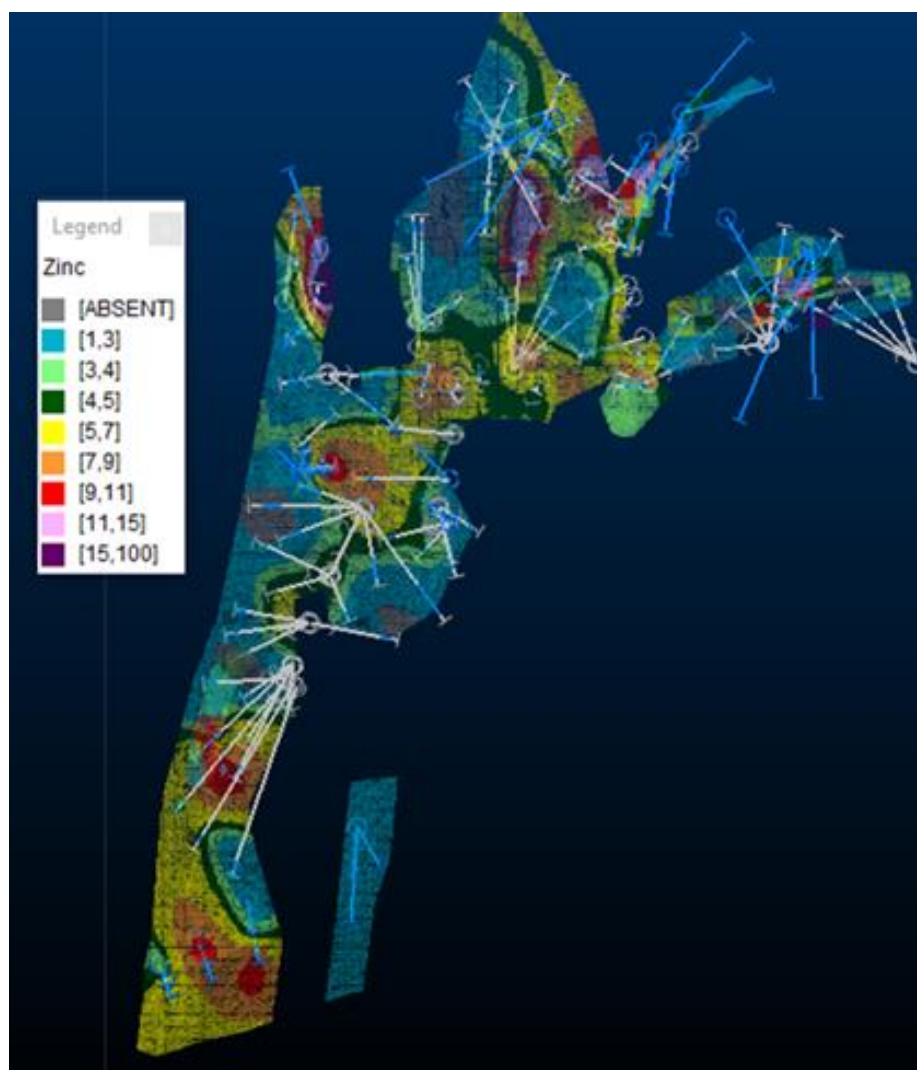 Legend
Zinc
[ABSENT]
[1,3]
[3,4]
[4,5]
[5,7]
[7,9]
[9,11]
[11,15]
[15,100]